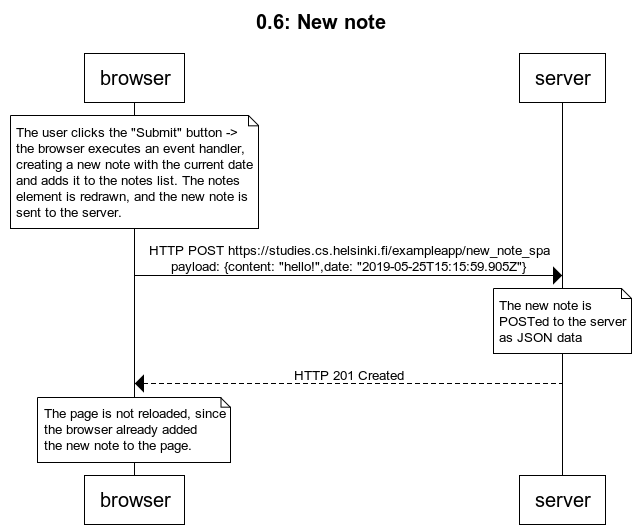 0.6: New note
browser
server
The user clicks the "Submit" button ->
the browser executes an event handler,
creating a new note with the current date
and adds it to the notes list. The notes
element is redrawn, and the new note is
sent to the server.
HTTP POST https://studies.cs.helsinki.fi/exampleapp/new_note_spa
payload: {content: "hello!",date: "2019-05-25T15:15:59.905Z"}
The new note is
POSTed to the server
as JSON data
HTTP 201 Created
The page is not reloaded, since
the browser already added
the new note to the page.
browser
server